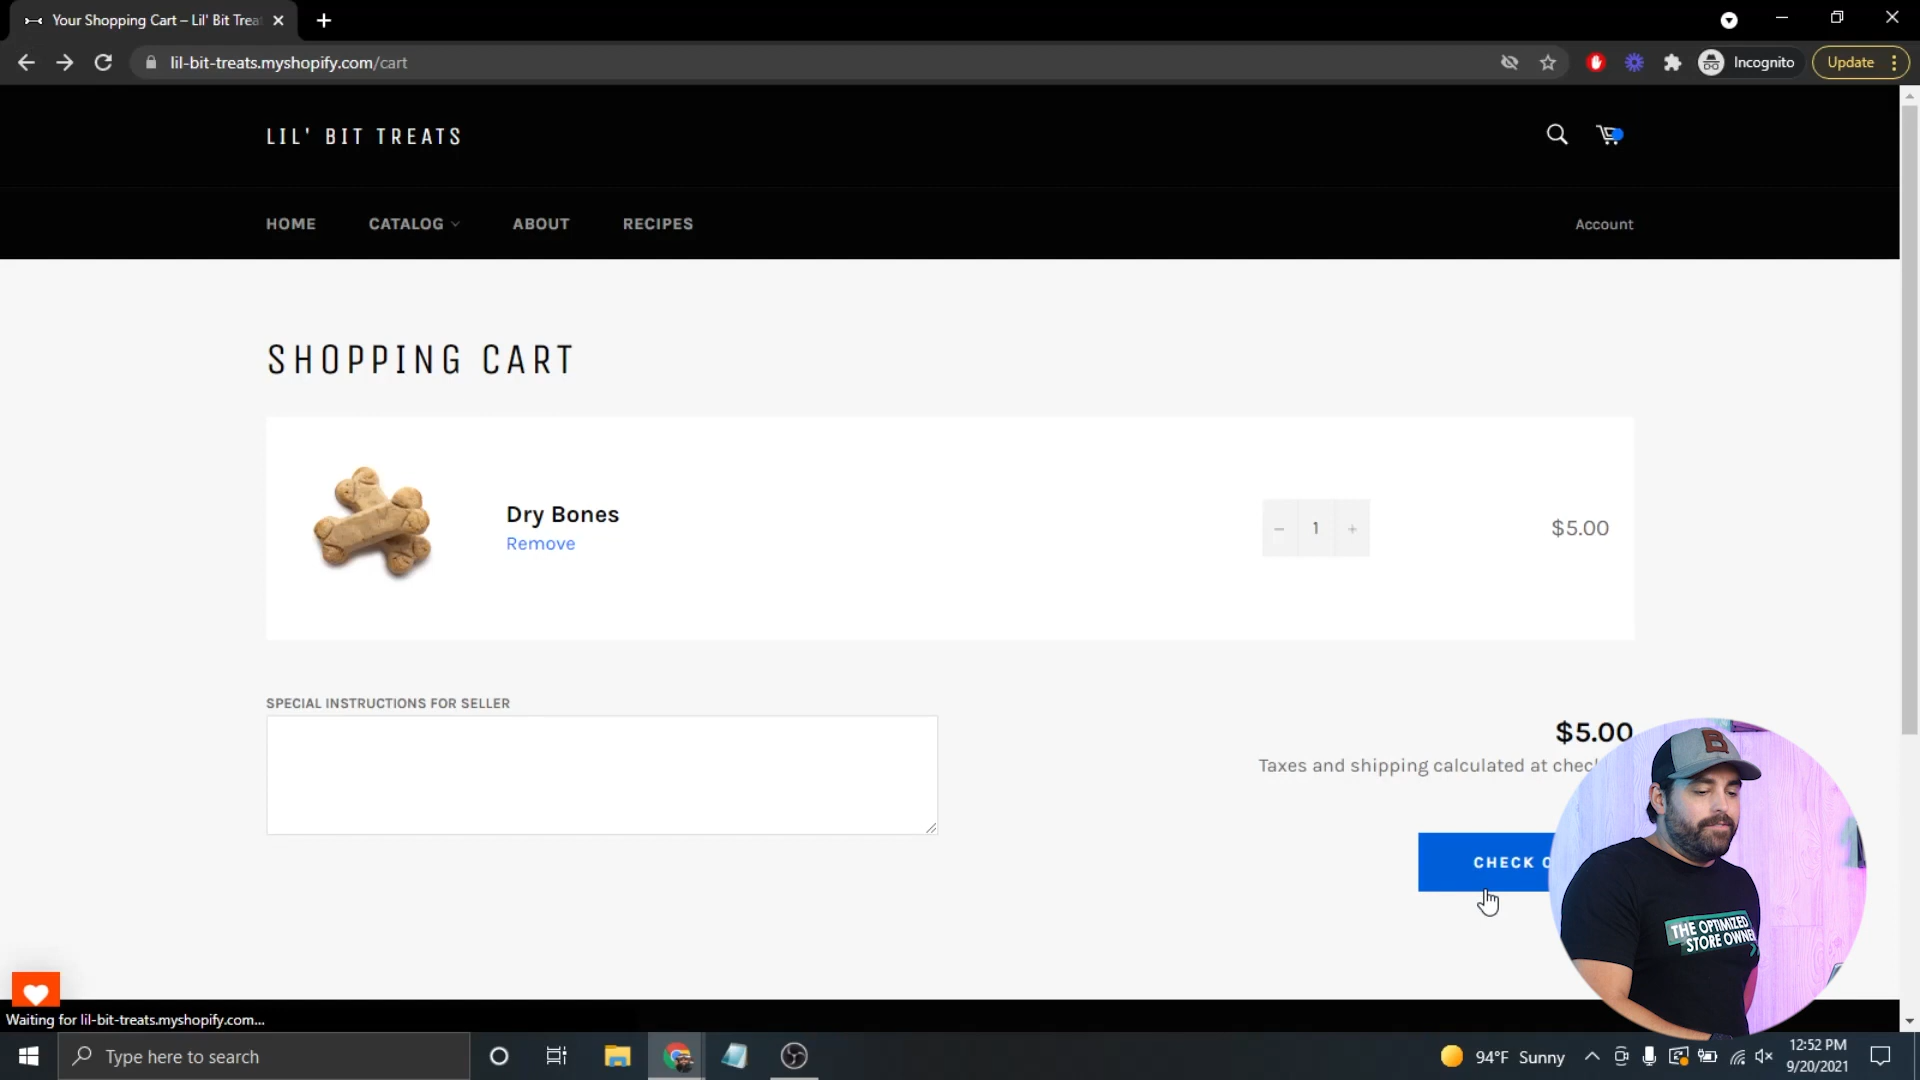 Your Shopping Cart – Lil' Bit Trea
lil-bit-treats.myshopify.com/cart
Incognito
Update
LIL' BIT TREATS
HOME
CATALOG
ABOUT
RECIPES
Account
SHOPPING CART
Dry Bones
Remove
− 1 +
$5.00
SPECIAL INSTRUCTIONS FOR SELLER
$5.00
Taxes and shipping calculated at chec
CHECK O
THE OPTIMIZED
STORE OWNER
B
Waiting for lil-bit-treats.myshopify.com...
Type here to search
94°F Sunny
12:52 PM
9/20/2021